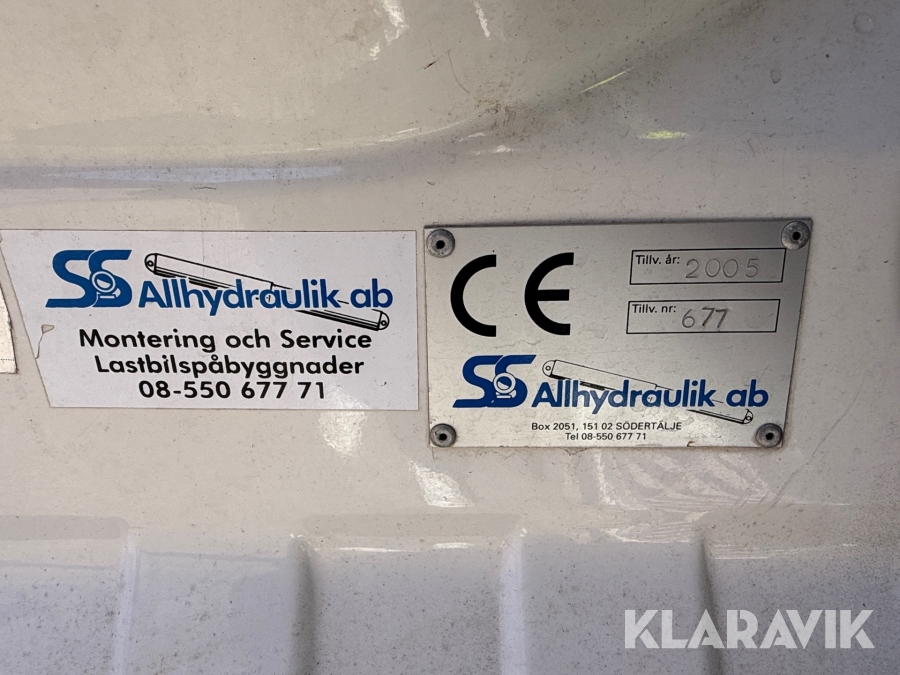 SS Allhydraulik ab
Montering och Service
Lastbilspåbyggnader
08-550 677 71
CE
Tillv. år: 2005
Tillv. nr: 677
SS Allhydraulik ab
Box 2051, 151 02 SÖDERTÄLJE
Tel 08-550 677 71
KLARAVIK